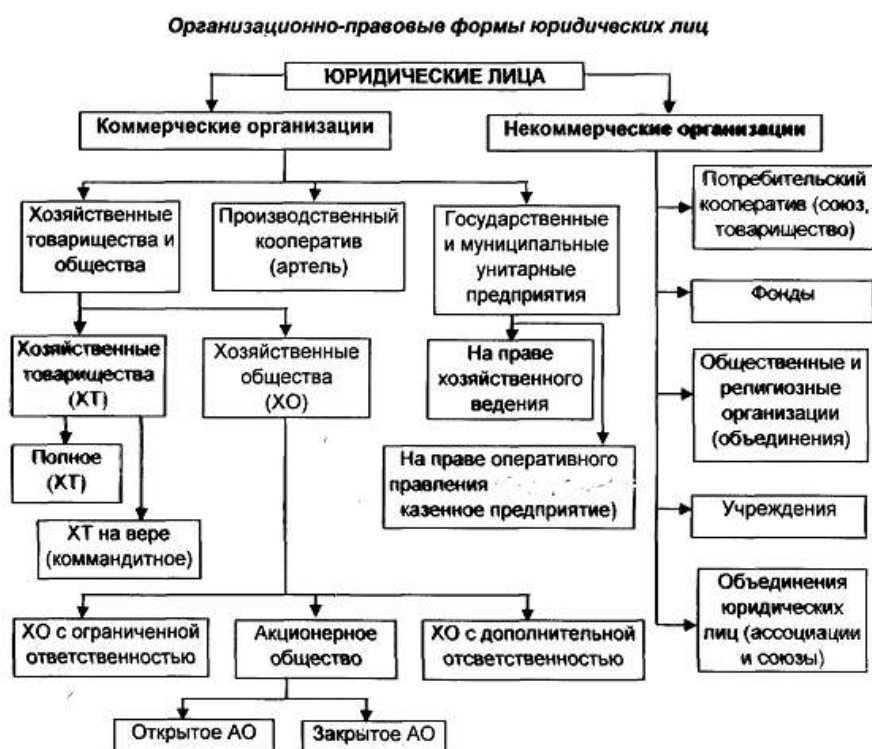 Организационно-правовые формы юридических лиц
ЮРИДИЧЕСКИЕ ЛИЦА
Коммерческие организации
Некоммерческие организации
Хозяйственные
товарищества и
общества
Производственный
кооператив
(артель)
Государственные
и муниципальные
унитарные
предприятия
Потребительский
кооператив (союз,
товарищество)
Фонды
Хозяйственные
товарищества
(ХТ)
Хозяйственные
общества
(ХО)
На праве
хозяйственного
ведения
Общественные и
религиозные
организации
(объединения)
Полное
(ХТ)
На праве оперативного
правления
казенное предприятие)
Учреждения
ХТ на вере
(коммандитное)
Объединения
юридических
лиц (ассоциации
и союзы)
ХО с ограниченной
ответственностью
Акционерное
общество
ХО с дополнительной
отсветственностью
Открытое АО
Закрытое АО